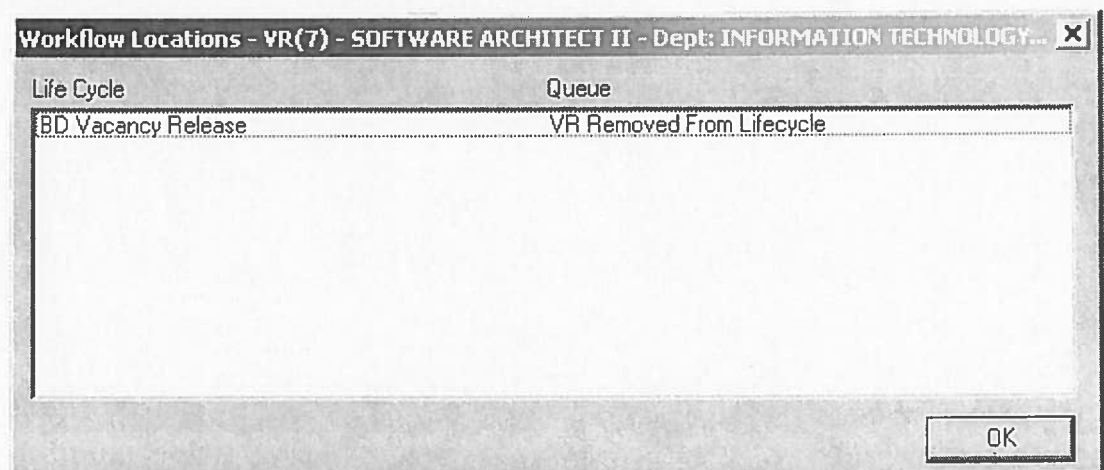 Workflow Locations - VR(7) - SOFTWARE ARCHITECT II - Dept: INFORMATION TECHNOLOGY...
Life Cycle Queue
BD Vacancy Release VR Removed From Lifecycle
OK